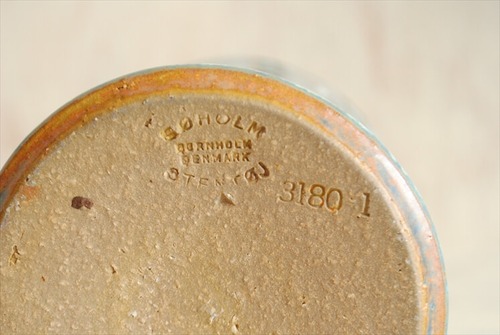 SØHOLM
BORNHOLM
DENMARK
STENTØJ
3180-1